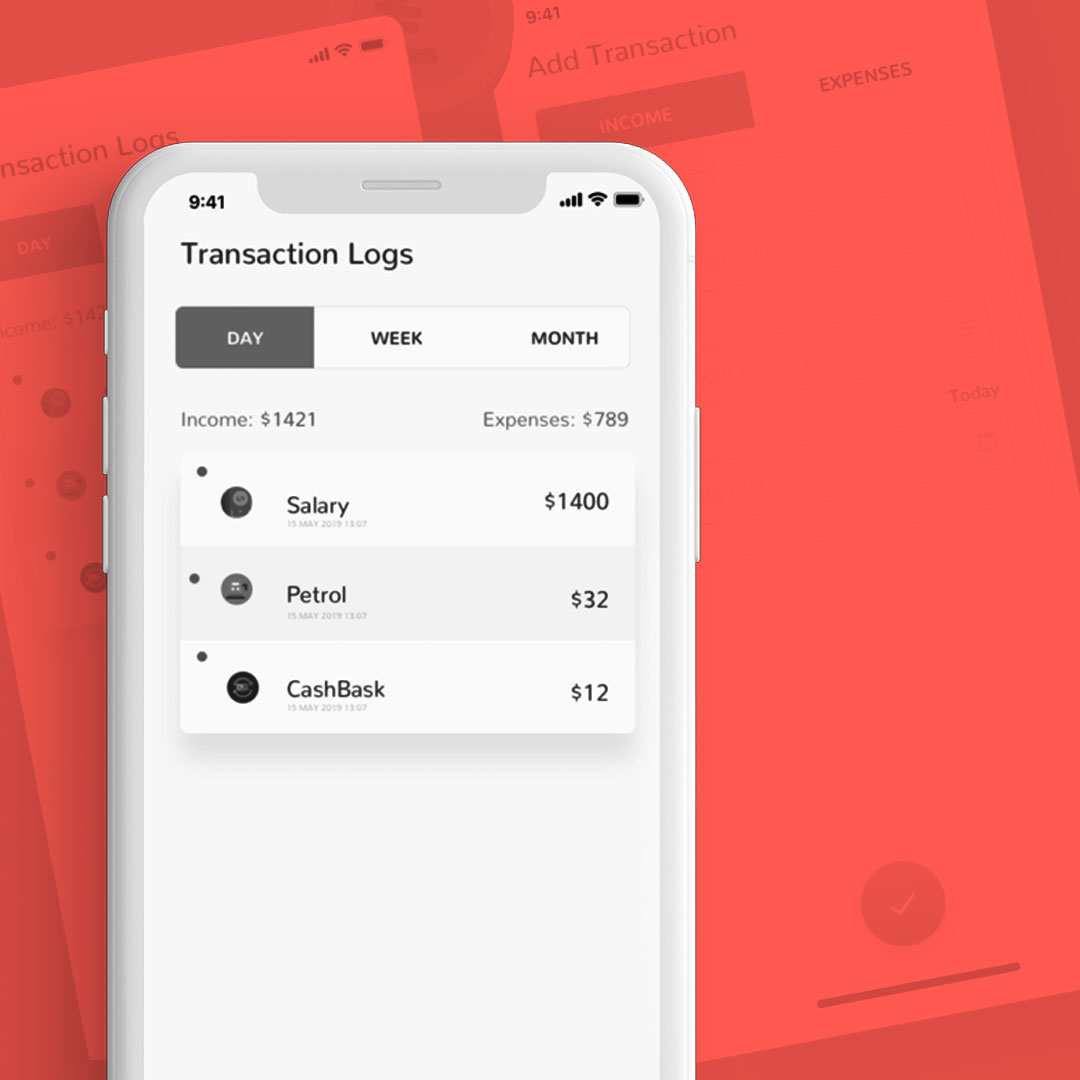 9:41
Add Transaction
INCOME
EXPENSES
Today
nsaction Logs
DAY
ncome: $142
9:41
Transaction Logs
DAY WEEK MONTH
Income: $1421 Expenses: $789
Salary $1400
15 MAY 2019 13:07
Petrol $32
15 MAY 2019 13:07
CashBask $12
15 MAY 2019 13:07